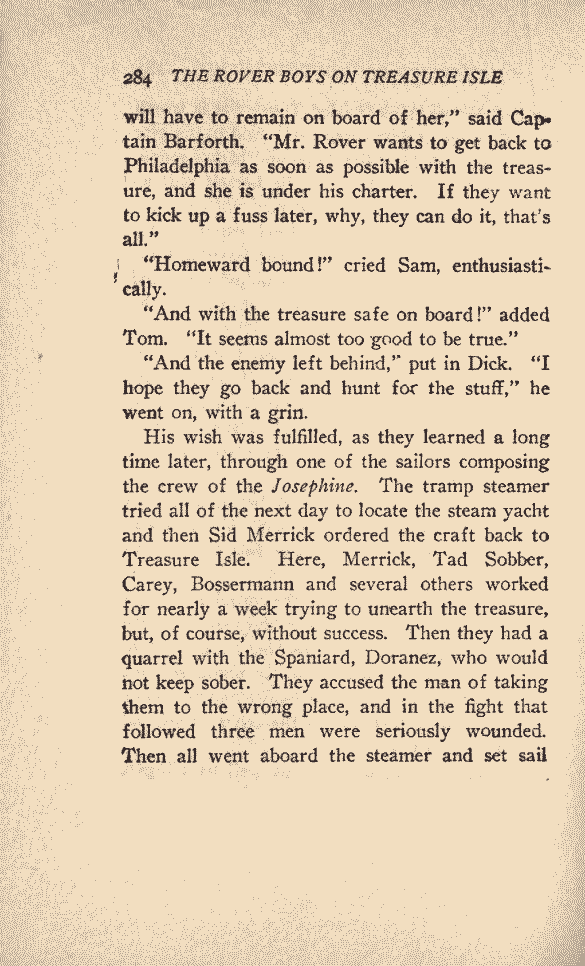 284 THE ROVER BOYS ON TREASURE ISLE
will have to remain on board of her,” said Cap-
tain Barforth. “Mr. Rover wants to get back to
Philadelphia as soon as possible with the treas-
ure, and she is under his charter. If they want
to kick up a fuss later, why, they can do it, that's
all.”
“Homeward bound!” cried Sam, enthusiasti-
cally.
“And with the treasure safe on board!” added
Tom. “It seems almost too good to be true.”
“And the enemy left behind,” put in Dick. “I
hope they go back and hunt for the stuff,” he
went on, with a grin.
His wish was fulfilled, as they learned a long
time later, through one of the sailors composing
the crew of the Josephine. The tramp steamer
tried all of the next day to locate the steam yacht
and then Sid Merrick ordered the craft back to
Treasure Isle. Here, Merrick, Tad Sobber,
Carey, Bossermann and several others worked
for nearly a week trying to unearth the treasure,
but, of course, without success. Then they had a
quarrel with the Spaniard, Doranez, who would
not keep sober. They accused the man of taking
them to the wrong place, and in the fight that
followed three men were seriously wounded.
Then all went aboard the steamer and set sail